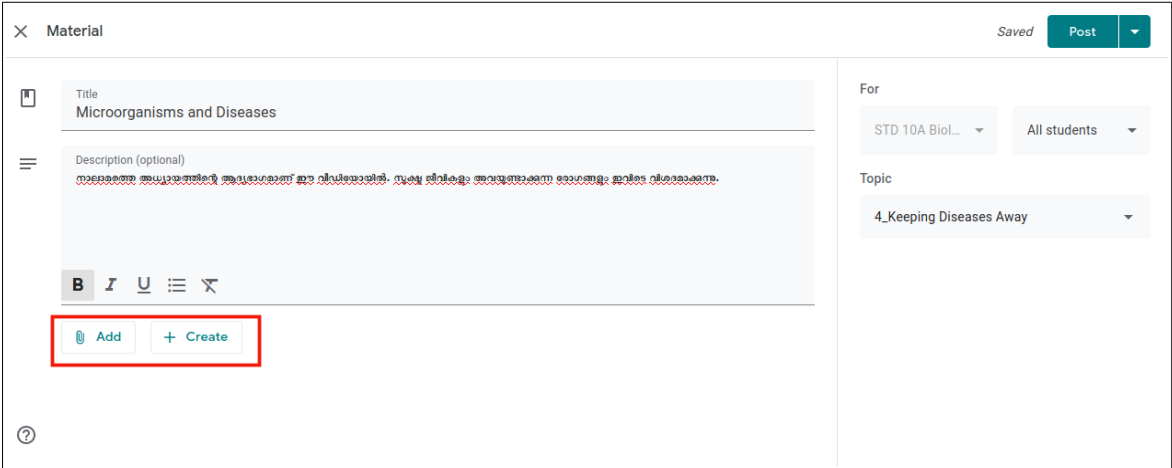 Material
Saved
Post
Title
Microorganisms and Diseases
Description (optional)
നാലാമത്തെ അധ്യായത്തിന്റെ ആദ്യഭാഗമാണ് ഈ വീഡിയോയിൽ. സൂക്ഷ്മ ജീവികളും അവയുണ്ടാക്കുന്ന രോഗങ്ങളും ഇവിടെ വിശദമാക്കുന്നു.
B I U
Add
+ Create
For
STD 10A Biol...
All students
Topic
4_Keeping Diseases Away